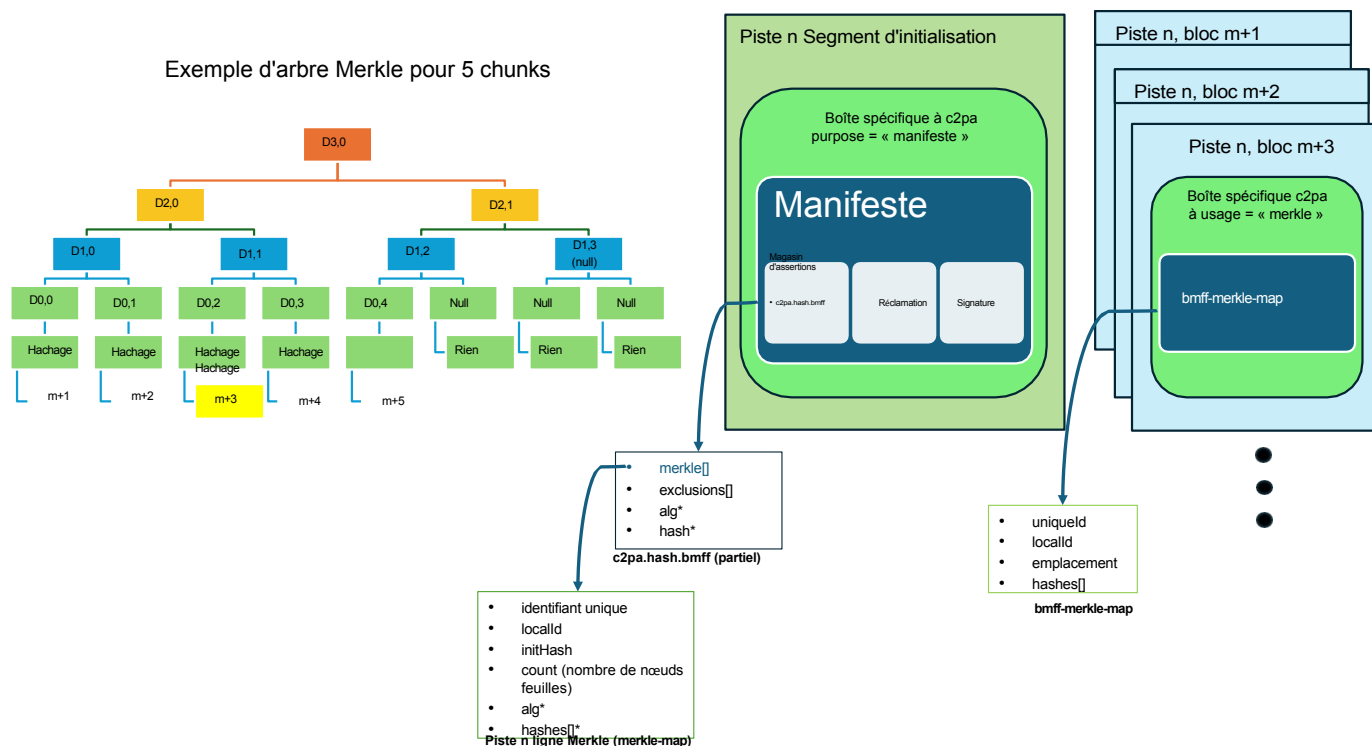 Exemple d'arbre Merkle pour 5 chunks
D3,0
D2,0
D2,1
D1,0
D1,1
D1,2
D1,3
(null)
D0,0
D0,1
D0,2
D0,3
D0,4
Null
Null
Null
Hachage
Hachage
Hachage
Hachage
Hachage
Rien
Rien
Rien
m+1
m+2
m+3
m+4
m+5
Piste n Segment d'initialisation
Boîte spécifique à c2pa
purpose = « manifeste »
Manifeste
Magasin
d'assertions
• c2pa.hash.bmff
Réclamation
Signature
Piste n, bloc m+1
Piste n, bloc m+2
Piste n, bloc m+3
Boîte spécifique c2pa
à usage = « merkle »
bmff-merkle-map
• merkle[]
• exclusions[]
• alg*
• hash*
c2pa.hash.bmff (partiel)
• identifiant unique
• localId
• initHash
• count (nombre de nœuds
feuilles)
• alg*
• hashes[]*
Piste n ligne Merkle (merkle-map)
• uniqueId
• localId
• emplacement
• hashes[]
bmff-merkle-map